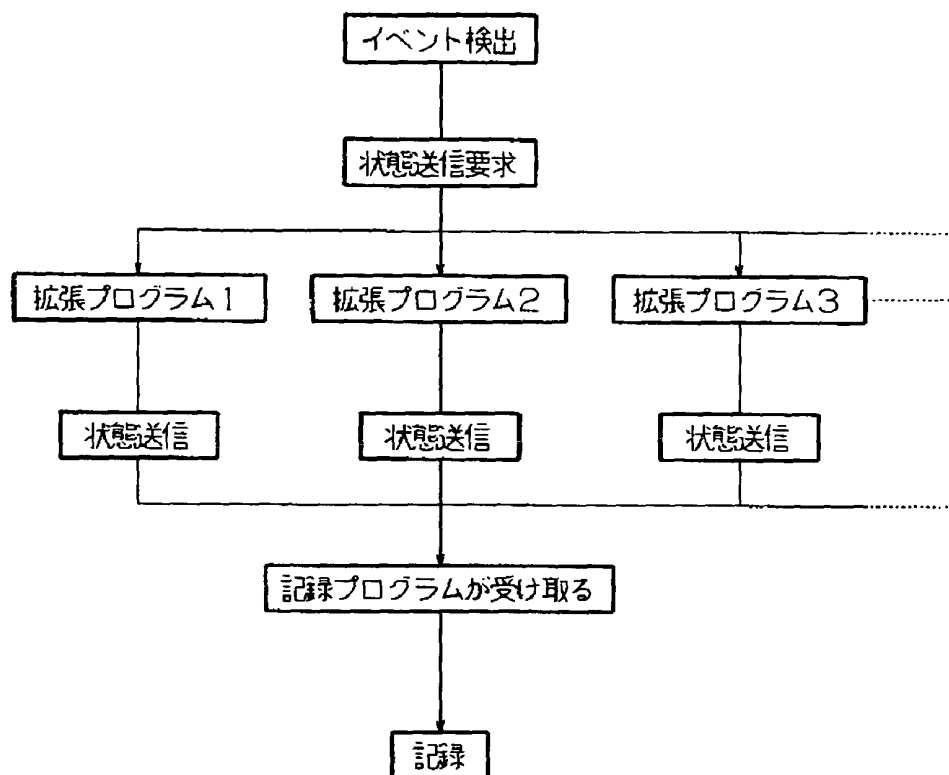 イベント検出
状態送信要求
拡張プログラム1
拡張プログラム2
拡張プログラム3
状態送信
状態送信
状態送信
記録プログラムが受け取る
記録